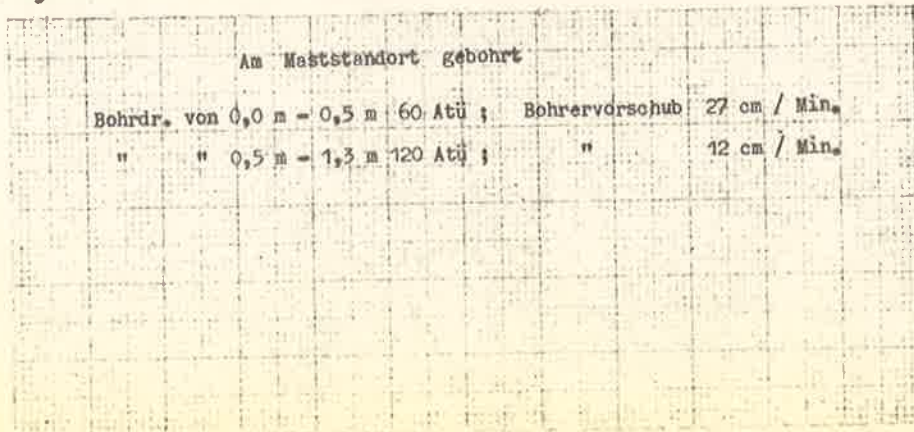 Am Maststandort gebohrt
Bohrdr. von 0,0 m - 0,5 m 60 Atü ; Bohrervorschub 27 cm / Min.
" " 0,5 m - 1,3 m 120 Atü ; " 12 cm / Min.